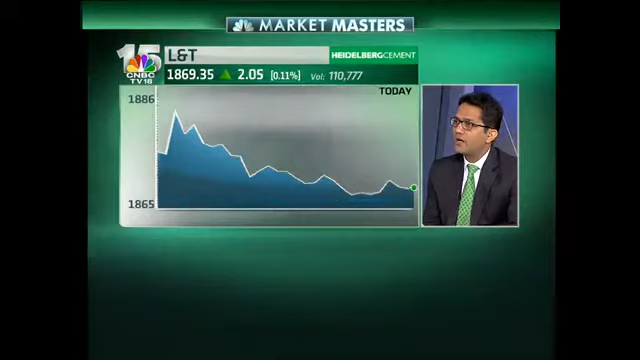 MARKET MASTERS
15
CNBC
TV18
L&T
HEIDELBERGCEMENT
1869.35 2.05 [0.11%] Vol: 110,777
TODAY
1886
1865